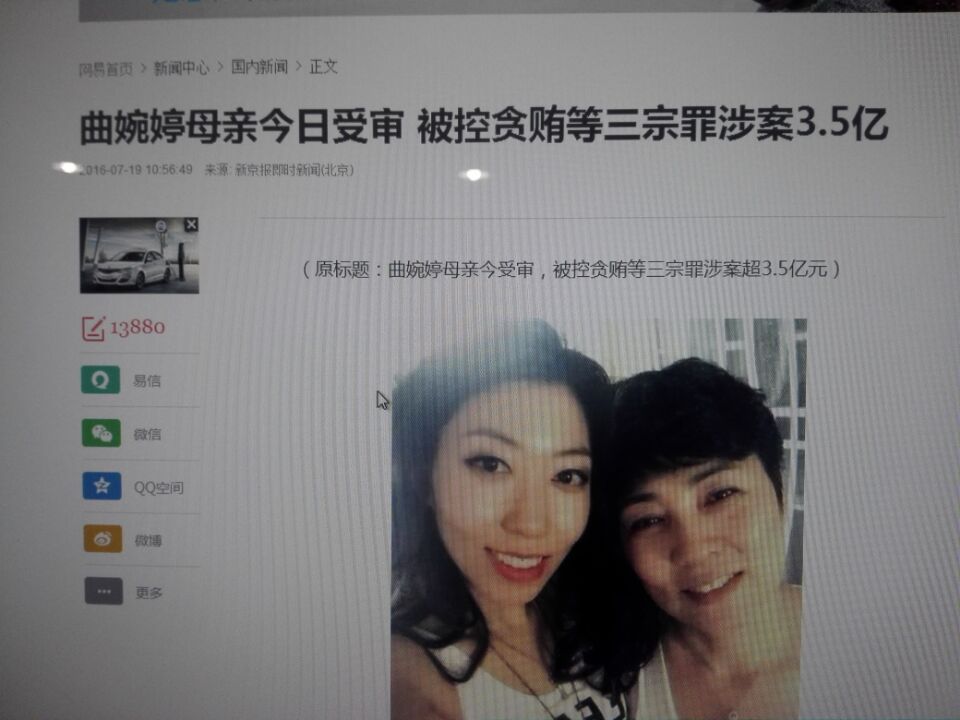 网易首页 > 新闻中心 > 国内新闻 > 正文
曲婉婷母亲今日受审 被控贪贿等三宗罪涉案3.5亿
2016-07-19 10:56:49 来源: 新京报即时新闻(北京)
（原标题：曲婉婷母亲今受审，被控贪贿等三宗罪涉案超3.5亿元）
13880
易信
微信
QQ空间
微博
更多